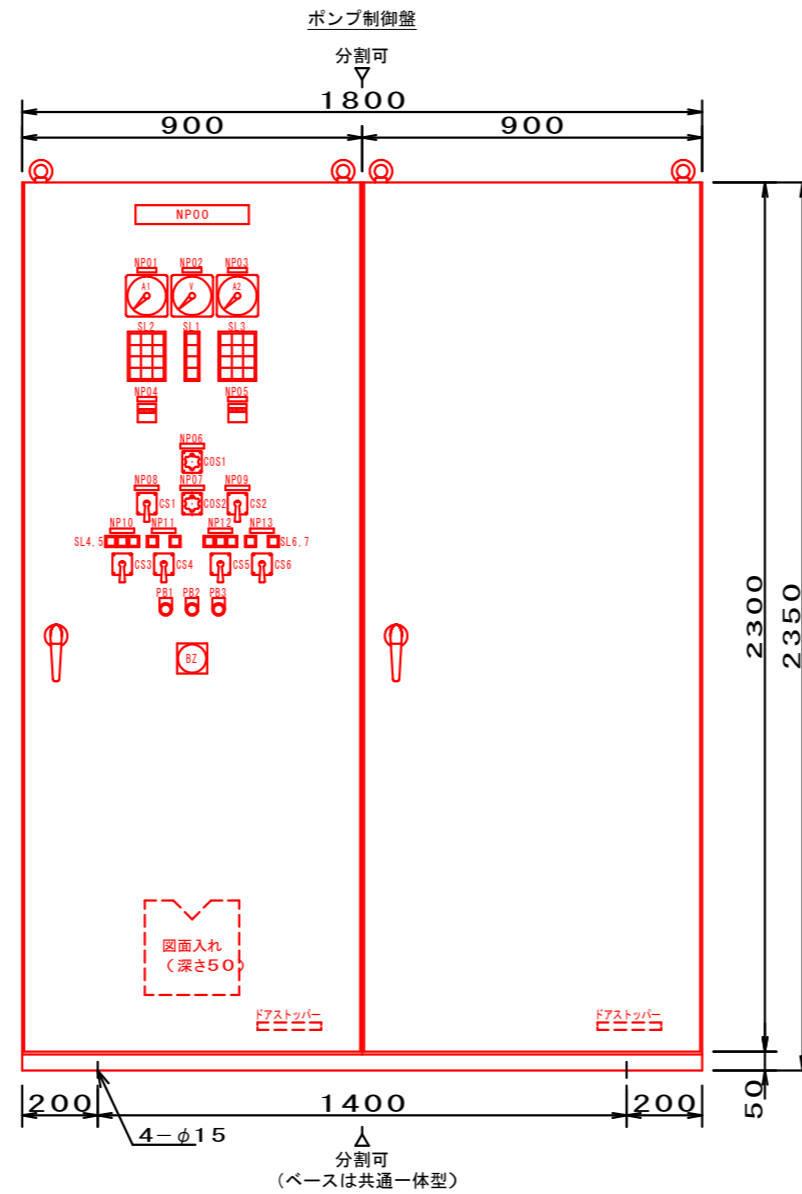 ポンプ制御盤
分割可
1800
900 900
NP00
NP01 NP02 NP03
A1 V A2
SL2 SL1 SL3
NP04 NP05
NP06
COS1
NP08 NP07 NP09
CS1 COS2 CS2
NP10 NP11 NP12 NP13
SL4,5 SL6,7
CS3 CS4 CS5 CS6
PB1 PB2 PB3
BZ
2300
2350
図面入れ
(深さ50)
ドアストッパー ドアストッパー
50
200 1400 200
4-φ15
分割可
(ベースは共通一体型)